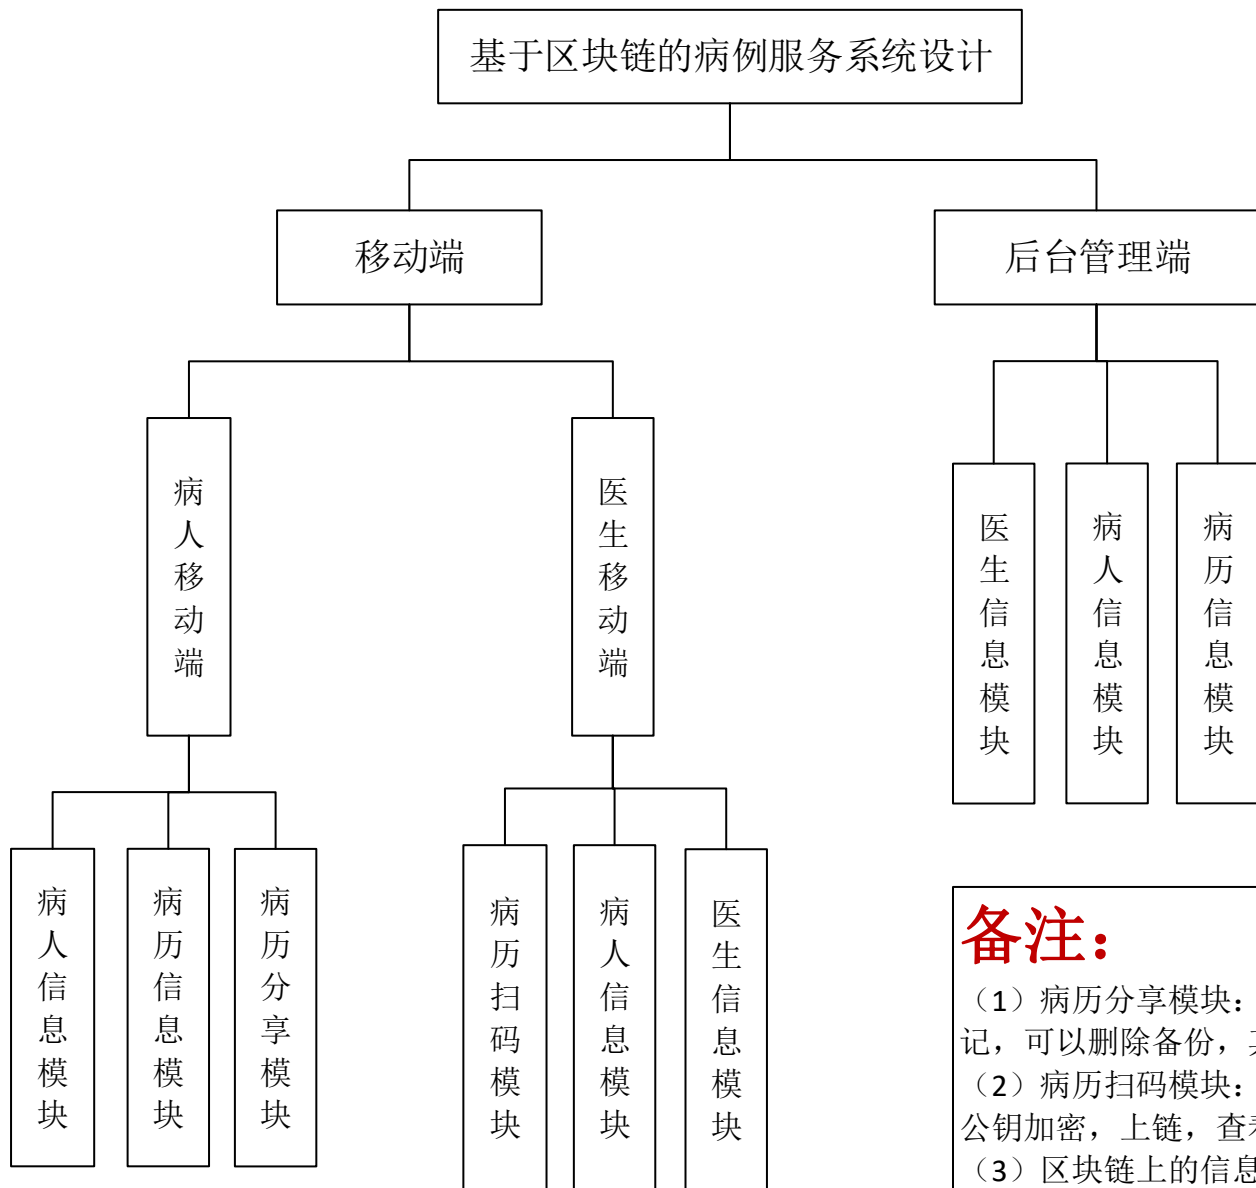 基于区块链的病例服务系统设计
移动端
后台管理端
病人移动端
医生移动端
医生信息模块
病人信息模块
病历信息模块
病人信息模块
病历信息模块
病历分享模块
病历扫码模块
病人信息模块
医生信息模块
备注：
（1）病历分享模块：
记，可以删除备份，
（2）病历扫码模块：
公钥加密，上链，查
（3）区块链上的信息